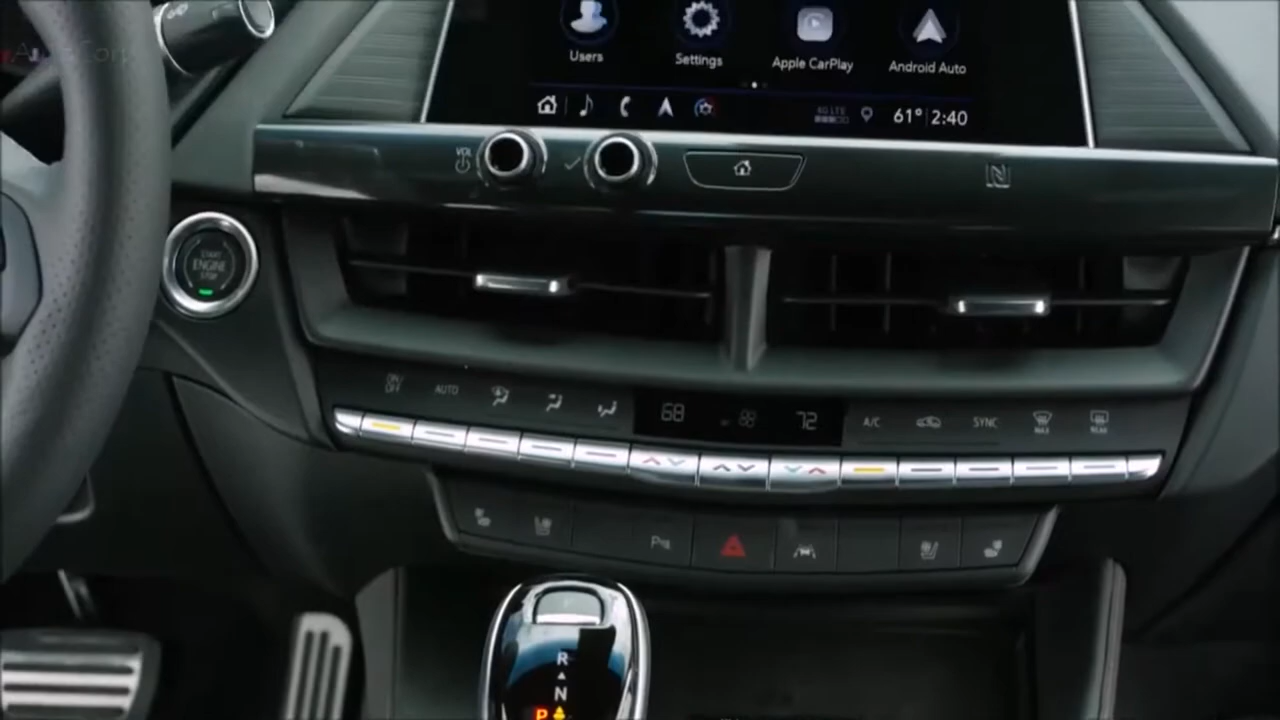 Users
Settings
Apple CarPlay
Android Auto
4G LTE
61° 2:40
VOL
START
ENGINE
STOP
ON
OFF
AUTO
68
72
A/C
SYNC
MAX
REAR
R
N
P